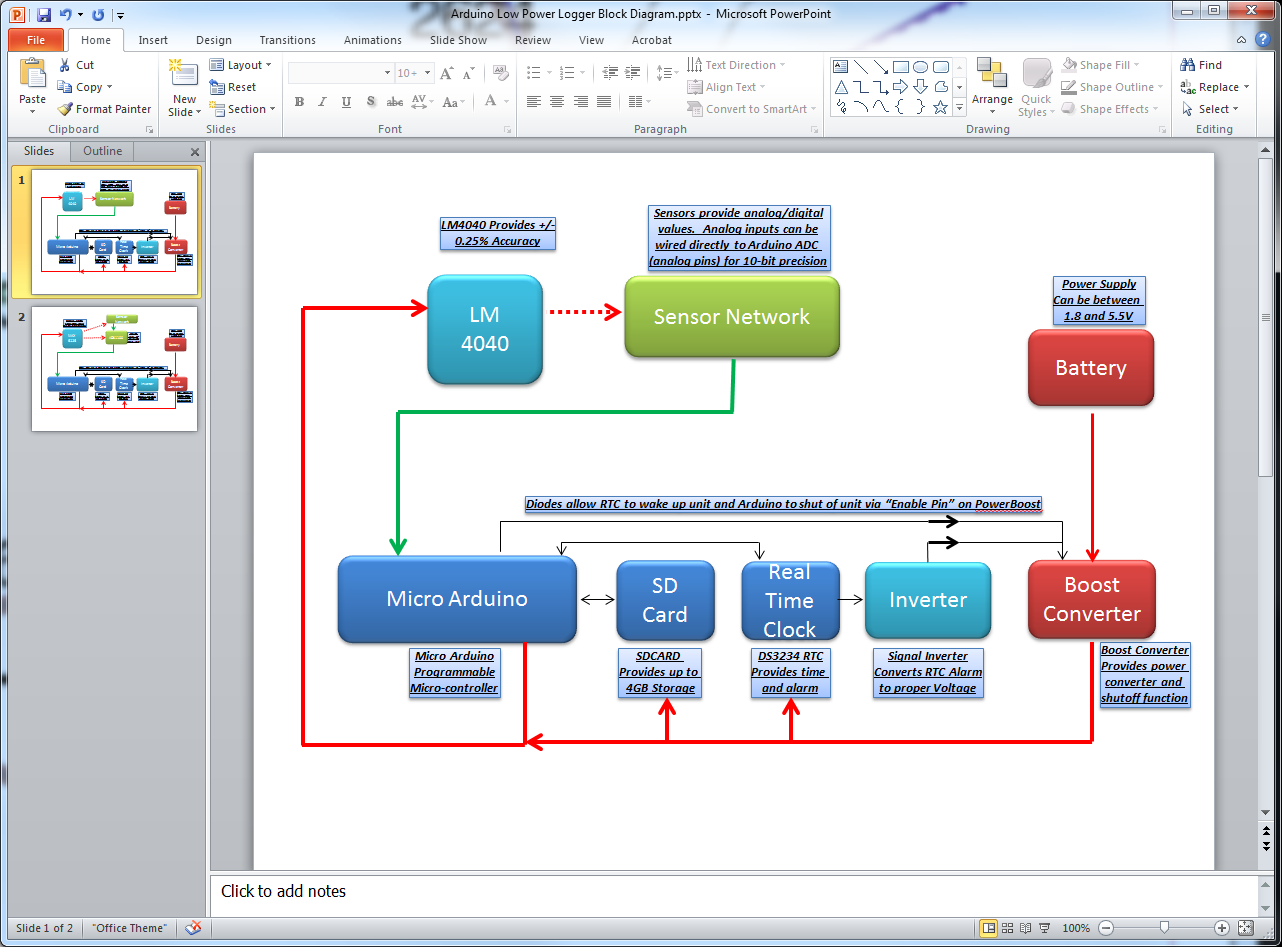 Arduino Low Power Logger Block Diagram.pptx - Microsoft PowerPoint
File Home Insert Design Transitions Animations Slide Show Review View Acrobat
Paste
Cut
Copy
Format Painter
Clipboard
New
Slide
Layout
Reset
Section
Slides
10+
B I U S abc AV Aa A
Font
Text Direction
Align Text
Convert to SmartArt
Paragraph
Arrange
Quick
Styles
Shape Fill
Shape Outline
Shape Effects
Drawing
Find
Replace
Select
Editing
Slides Outline
1
2
LM4040 Provides +/-
0.25% Accuracy
Sensors provide analog/digital
values. Analog inputs can be
wired directly to Arduino ADC
(analog pins) for 10-bit precision
LM
4040
Sensor Network
Power Supply
Can be between
1.8 and 5.5V
Battery
Diodes allow RTC to wake up unit and Arduino to shut of unit via “Enable Pin” on PowerBoost
Micro Arduino
SD
Card
Real
Time
Clock
Inverter
Boost
Converter
Micro Arduino
Programmable
Micro-controller
SDCARD
Provides up to
4GB Storage
DS3234 RTC
Provides time
and alarm
Signal Inverter
Converts RTC Alarm
to proper Voltage
Boost Converter
Provides power
converter and
shutoff function
Click to add notes
Slide 1 of 2 "Office Theme" 100%